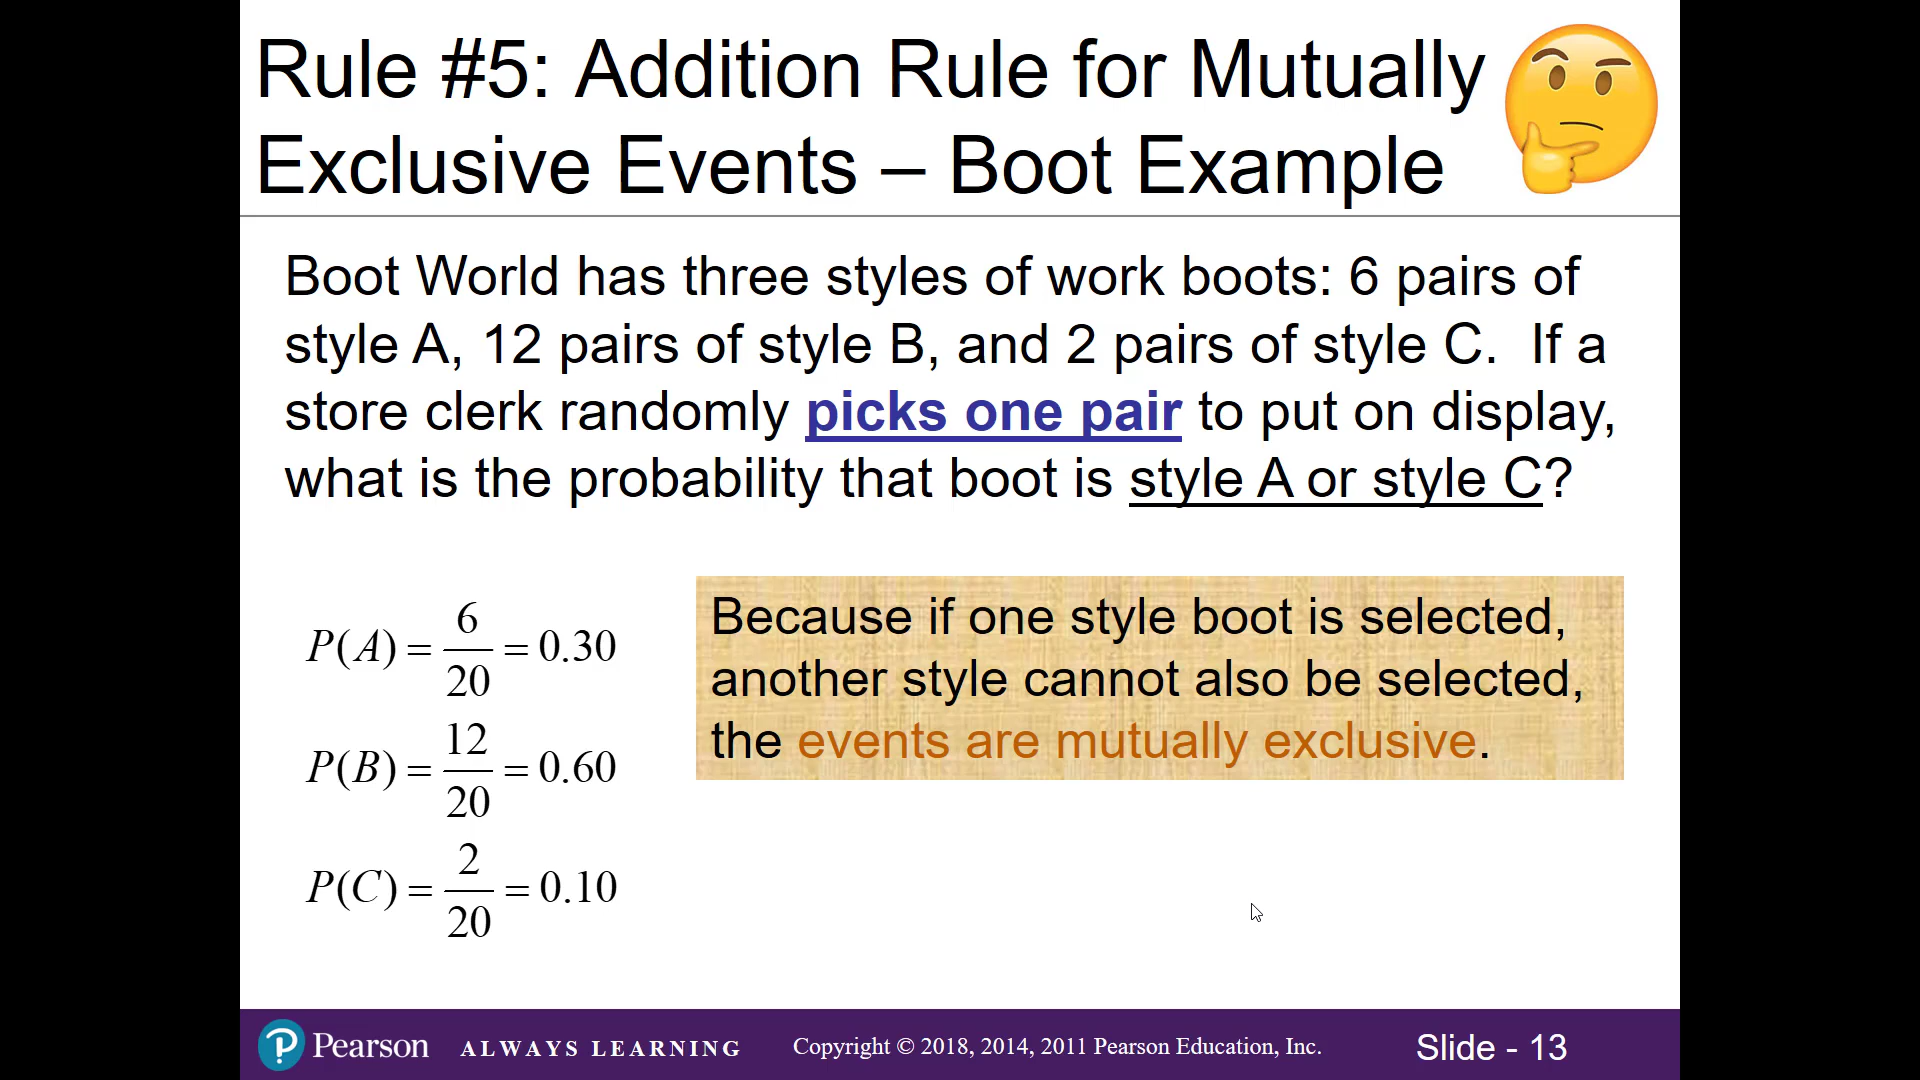 Rule #5: Addition Rule for Mutually
Exclusive Events – Boot Example
Boot World has three styles of work boots: 6 pairs of
style A, 12 pairs of style B, and 2 pairs of style C.  If a
store clerk randomly picks one pair to put on display,
what is the probability that boot is style A or style C?
P(A) = 6/20 = 0.30
P(B) = 12/20 = 0.60
P(C) = 2/20 = 0.10
Because if one style boot is selected,
another style cannot also be selected,
the events are mutually exclusive.
Pearson ALWAYS LEARNING Copyright © 2018, 2014, 2011 Pearson Education, Inc. Slide - 13